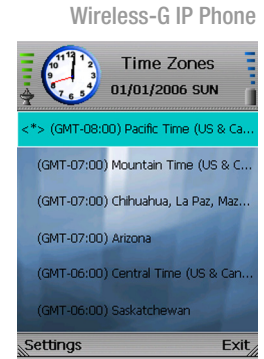 Wireless-G IP Phone
Time Zones
01/01/2006 SUN
<*> (GMT-08:00) Pacific Time (US & Ca...
(GMT-07:00) Mountain Time (US & C...
(GMT-07:00) Chihuahua, La Paz, Maz...
(GMT-07:00) Arizona
(GMT-06:00) Central Time (US & Can...
(GMT-06:00) Saskatchewan
Settings Exit